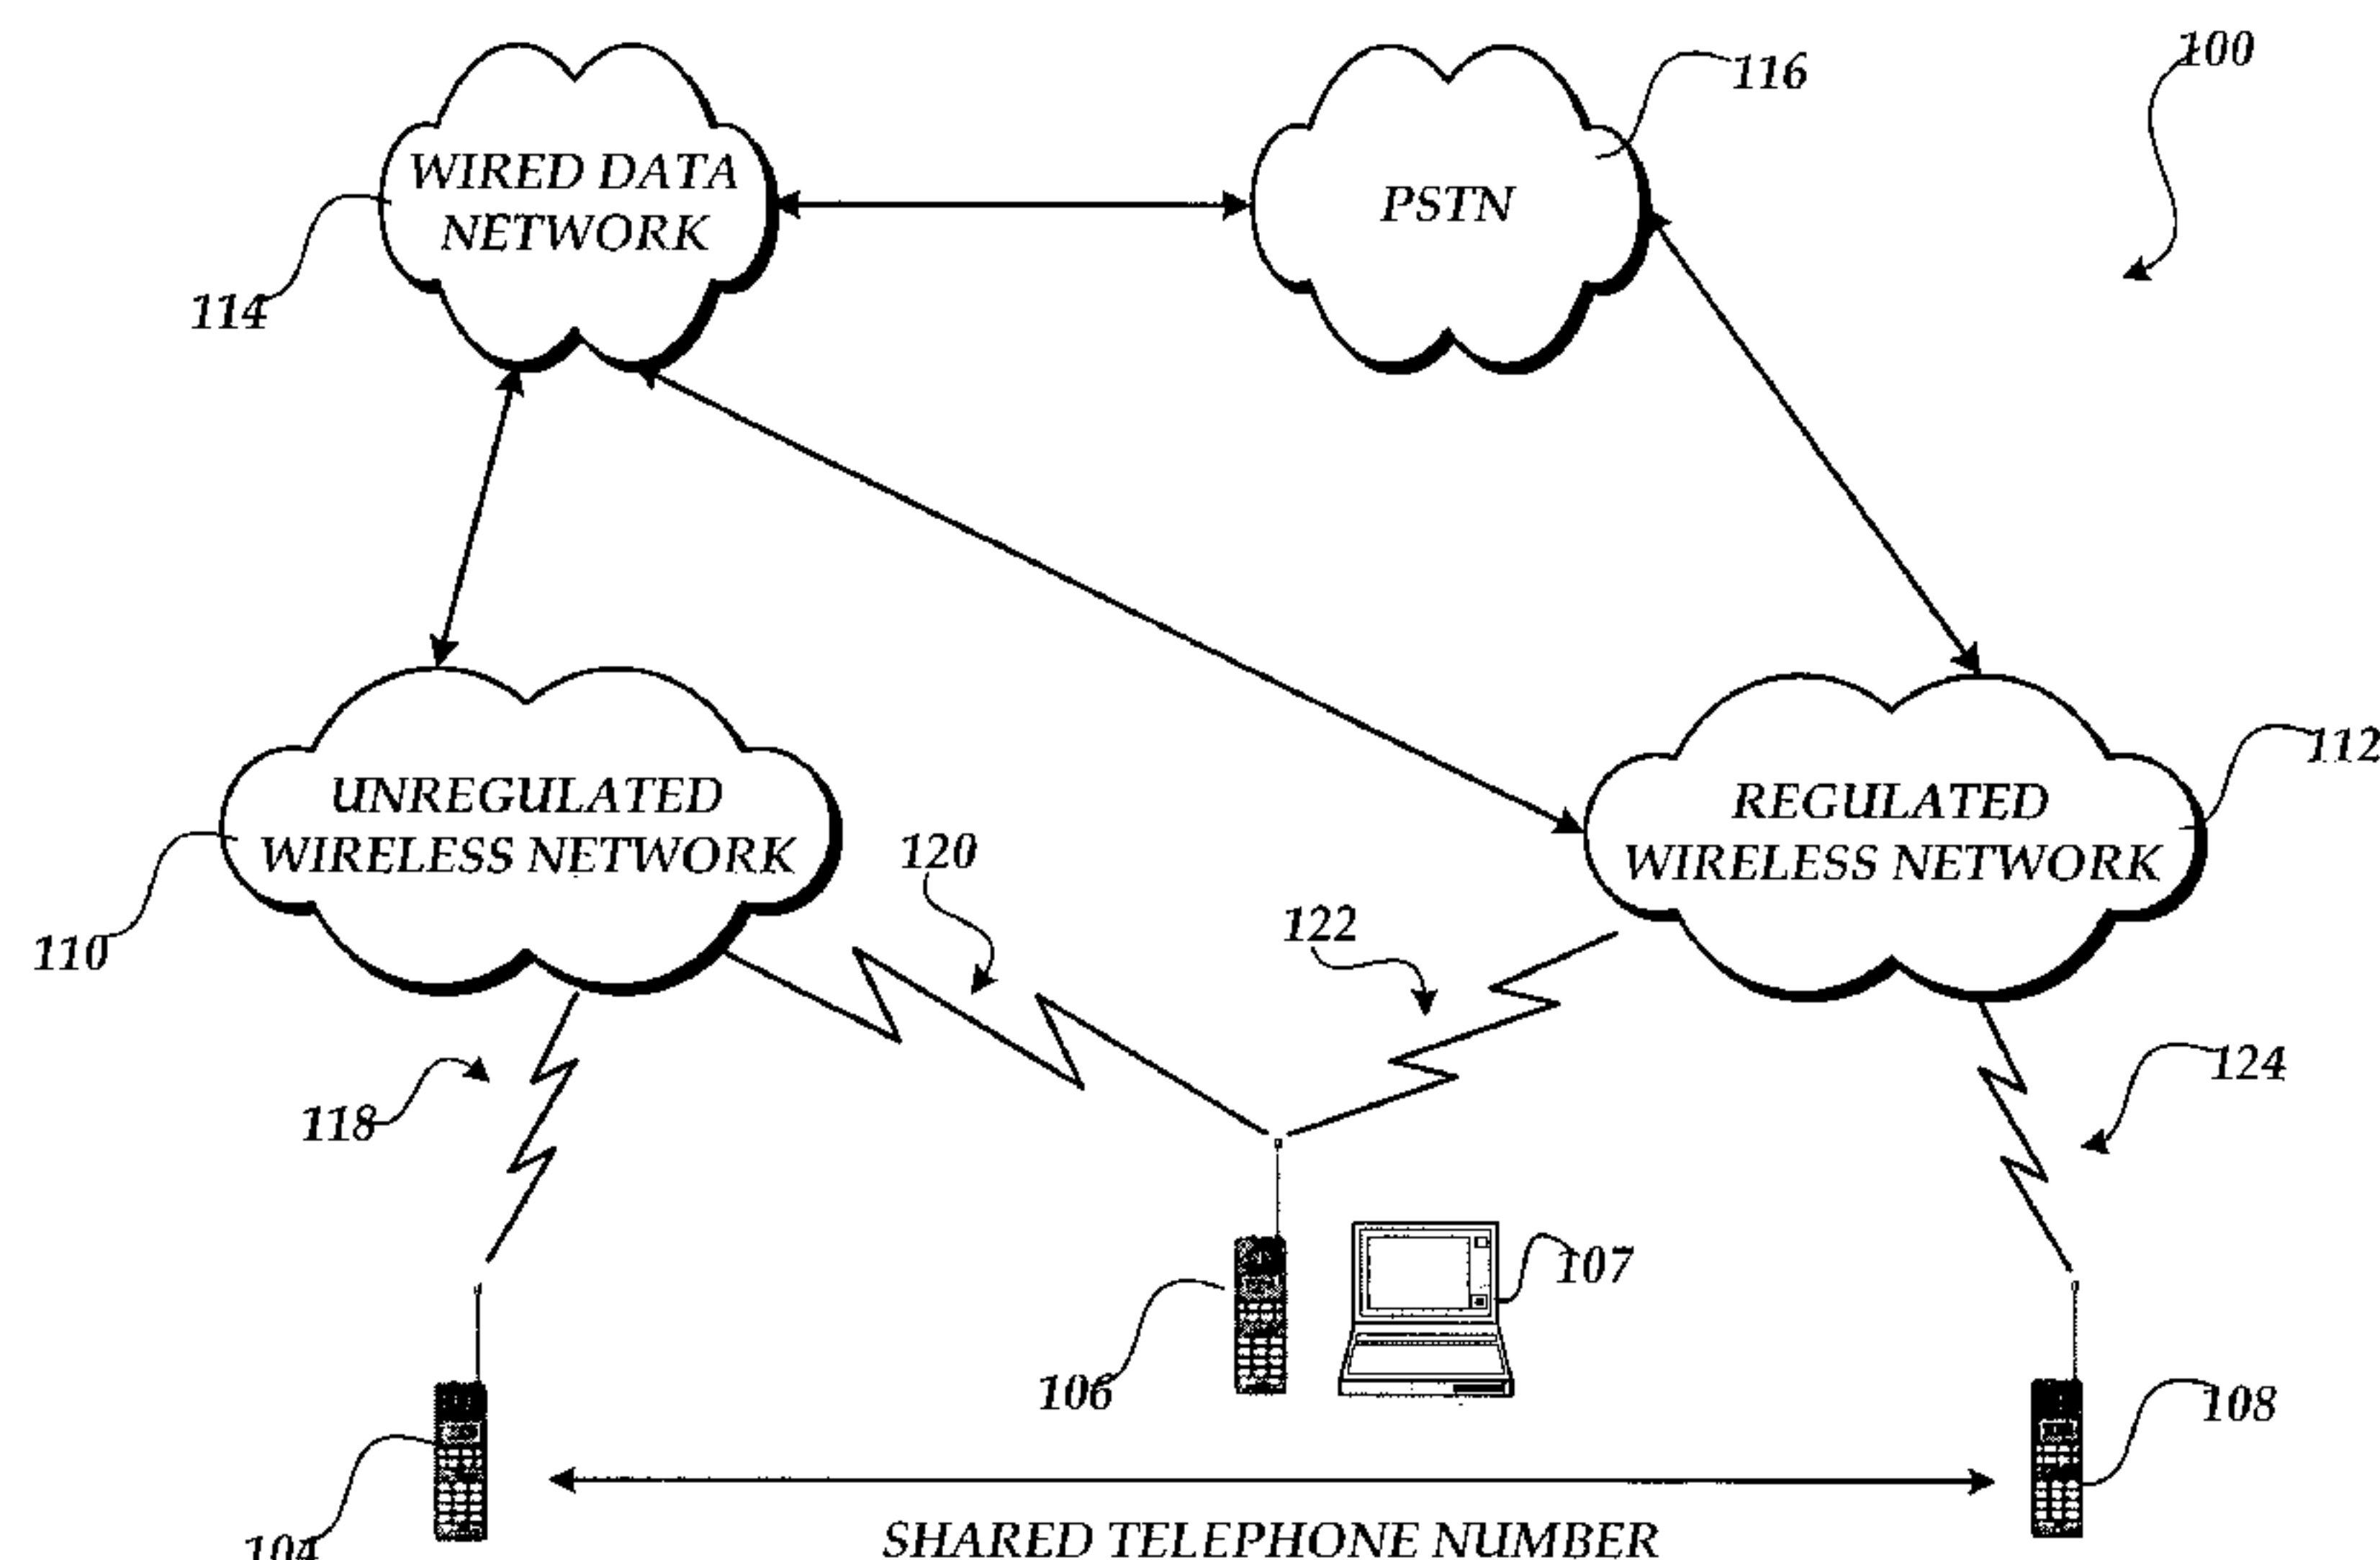 100
116
WIRED DATA
NETWORK
PSTN
114
112
UNREGULATED
WIRELESS NETWORK
REGULATED
WIRELESS NETWORK
120
122
110
124
118
107
106
108
104
SHARED TELEPHONE NUMBER